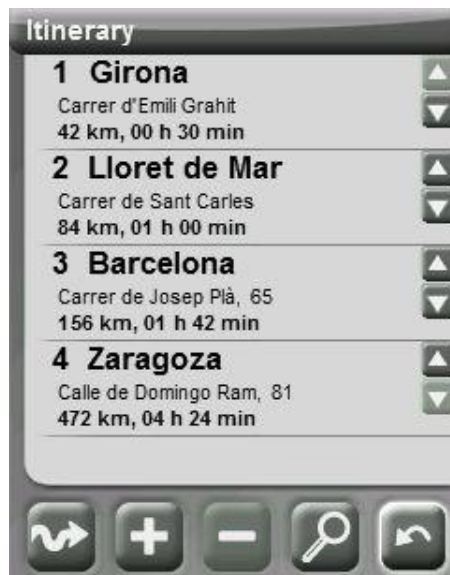 Itinerary
1 Girona
Carrer d'Emili Grahit
42 km, 00 h 30 min
2 Lloret de Mar
Carrer de Sant Carles
84 km, 01 h 00 min
3 Barcelona
Carrer de Josep Plà, 65
156 km, 01 h 42 min
4 Zaragoza
Calle de Domingo Ram, 81
472 km, 04 h 24 min